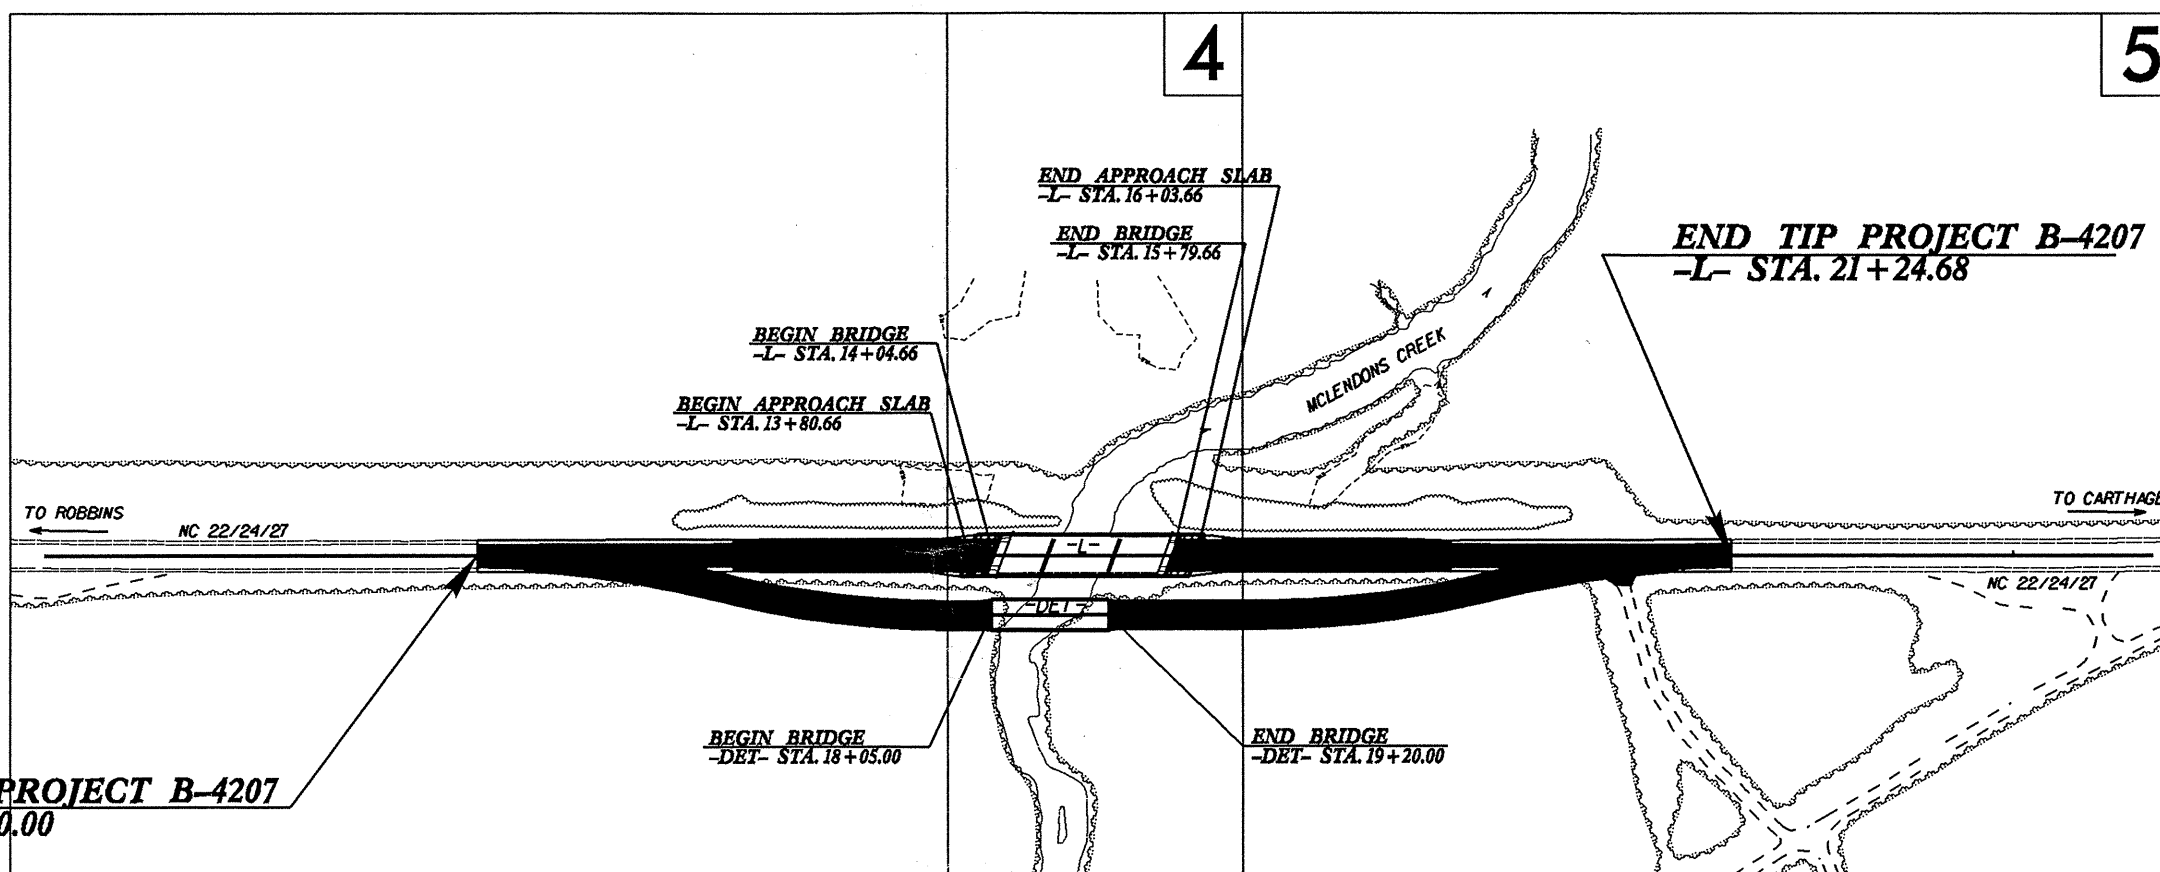 4
5
END APPROACH SLAB
-L- STA. 16+03.66
END BRIDGE
-L- STA. 15+79.66
END TIP PROJECT B-4207
-L- STA. 21+24.68
BEGIN BRIDGE
-L- STA. 14+04.66
MCLENDONS CREEK
BEGIN APPROACH SLAB
-L- STA. 13+80.66
TO ROBBINS
NC 22/24/27
TO CARTHAGE
-L-
NC 22/24/27
-DET-
BEGIN BRIDGE
-DET- STA. 18+05.00
END BRIDGE
-DET- STA. 19+20.00
PROJECT B-4207
0.00